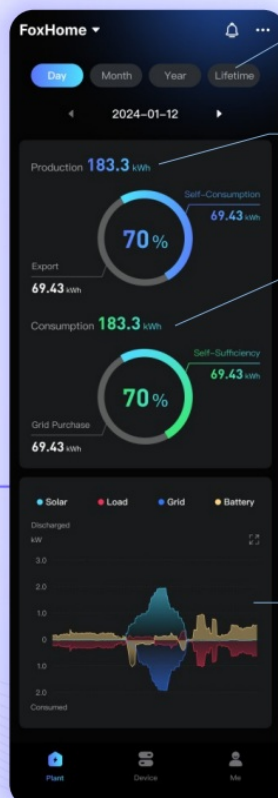 FoxHome
Day Month Year Lifetime
2024-01-12
Production 183.3 kWh
Self-Consumption
69.43 kWh
70%
Export
69.43 kWh
Consumption 183.3 kWh
Self-Sufficiency
69.43 kWh
70%
Grid Purchase
69.43 kWh
Solar Load Grid Battery
Discharged
kW
3.0
2.0
1.0
0
1.0
2.0
Consumed
Plant Device Me